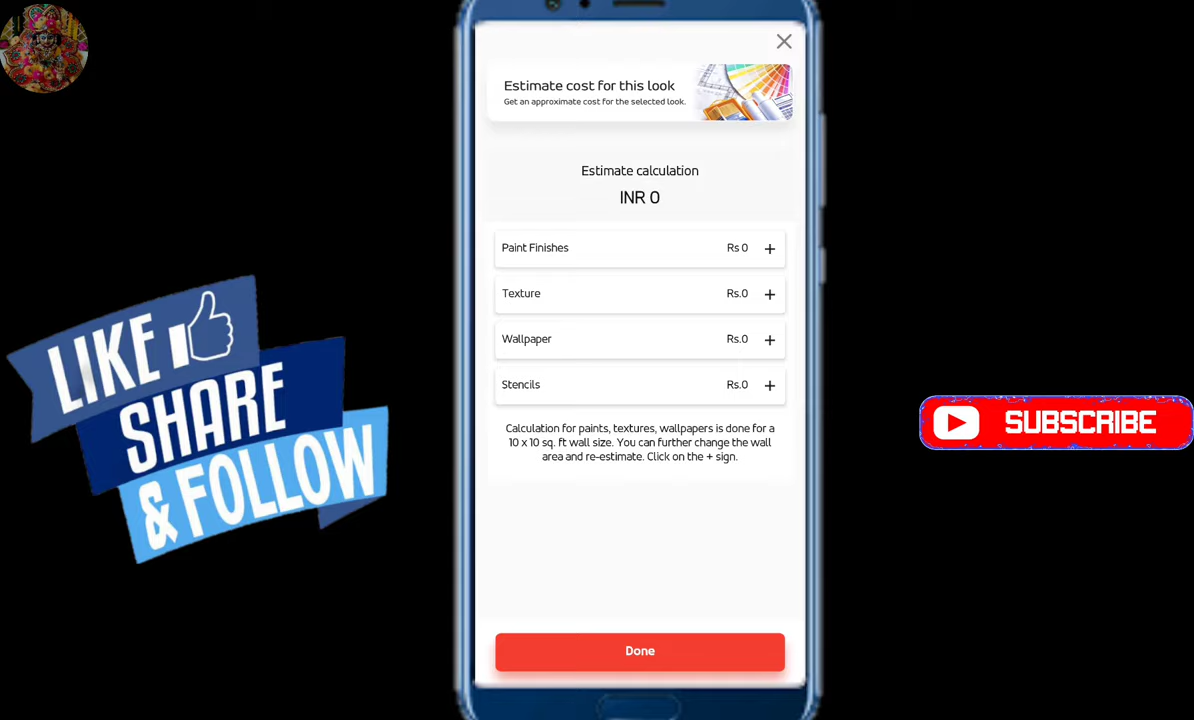 Estimate cost for this look
Get an approximate cost for the selected look.
Estimate calculation
INR 0
Paint Finishes Rs 0 +
Texture Rs.0 +
Wallpaper Rs.0 +
Stencils Rs.0 +
Calculation for paints, textures, wallpapers is done for a
10 x 10 sq. ft wall size. You can further change the wall
area and re-estimate. Click on the + sign.
Done
LIKE
SHARE
& FOLLOW
SUBSCRIBE